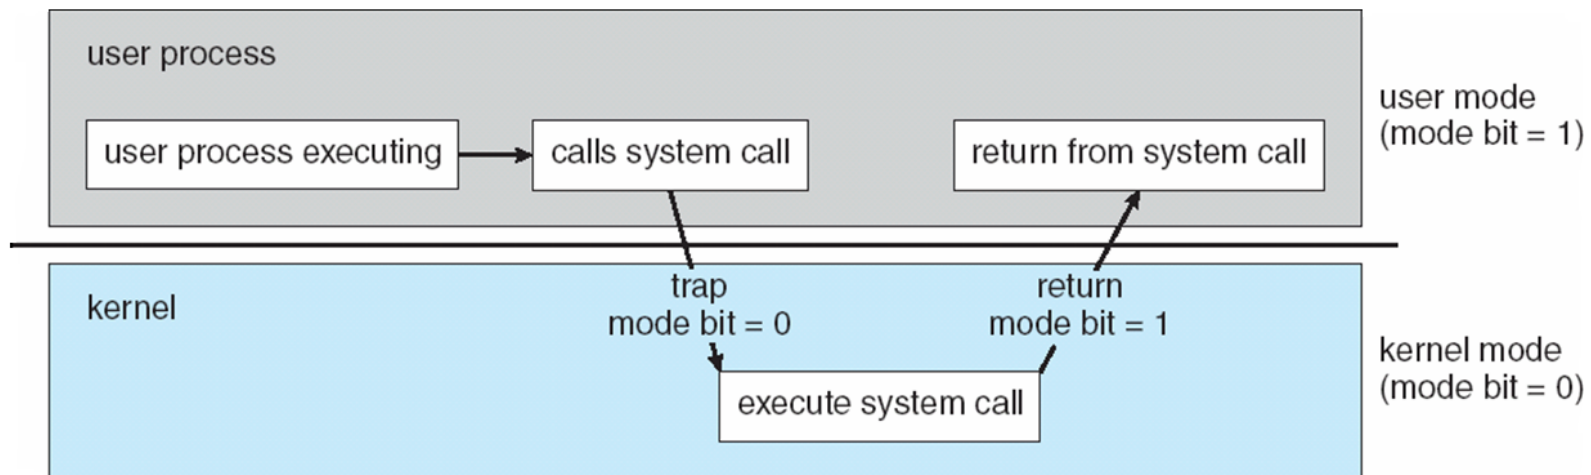 user process
user process executing
calls system call
return from system call
user mode
(mode bit = 1)
kernel
trap
mode bit = 0
return
mode bit = 1
execute system call
kernel mode
(mode bit = 0)